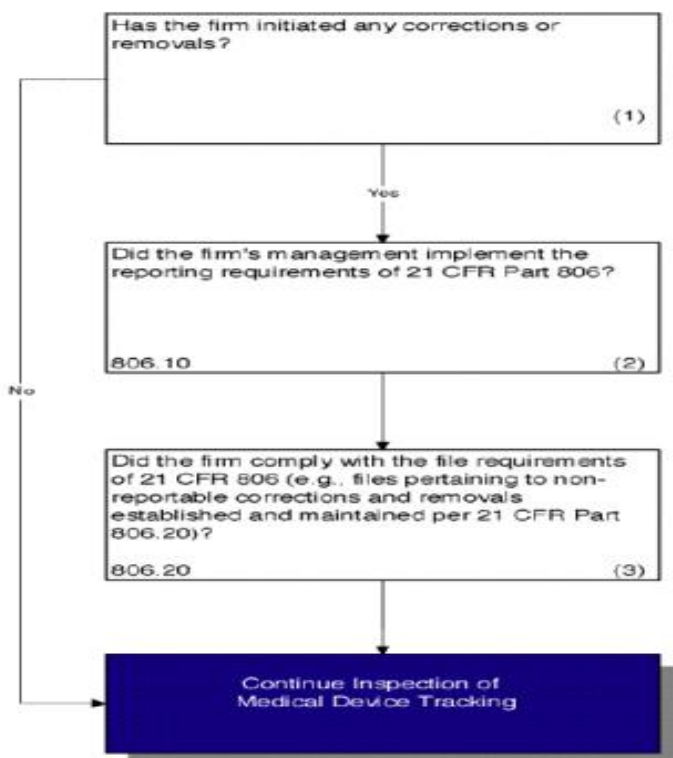 Has the firm initiated any corrections or
removals?
(1)
Yes
Did the firm's management implement the
reporting requirements of 21 CFR Part 806?
806.10 (2)
No
Did the firm comply with the file requirements
of 21 CFR 806 (e.g., files pertaining to non-
reportable corrections and removals
established and maintained per 21 CFR Part
806.20)?
806.20 (3)
Continue Inspection of
Medical Device Tracking